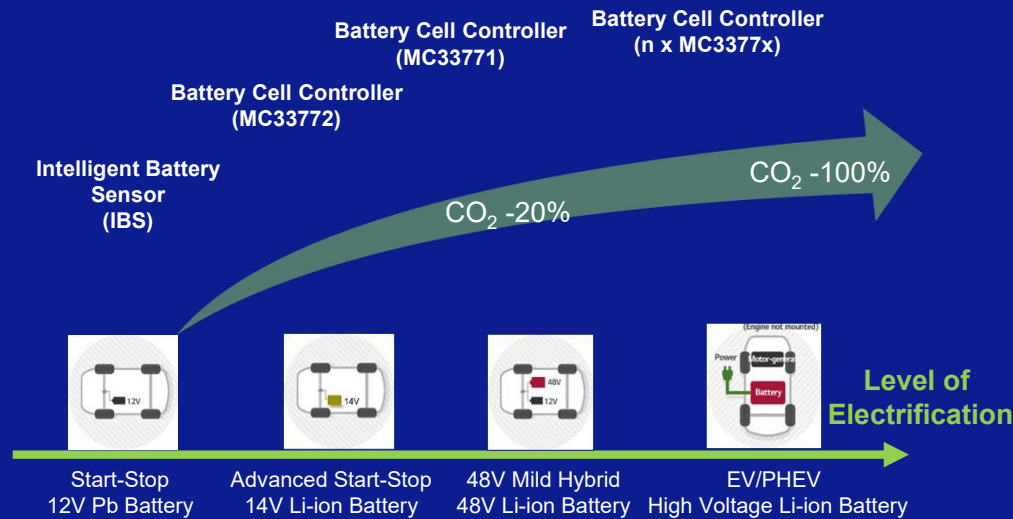 Battery Cell Controller
(n x MC3377x)
Battery Cell Controller
(MC33771)
Battery Cell Controller
(MC33772)
Intelligent Battery
Sensor
(IBS)
CO2 -20%
CO2 -100%
12V
14V
48V
12V
(Engine not mounted)
Power
Motor-generat
Battery
Level of
Electrification
Start-Stop
12V Pb Battery
Advanced Start-Stop
14V Li-ion Battery
48V Mild Hybrid
48V Li-ion Battery
EV/PHEV
High Voltage Li-ion Battery